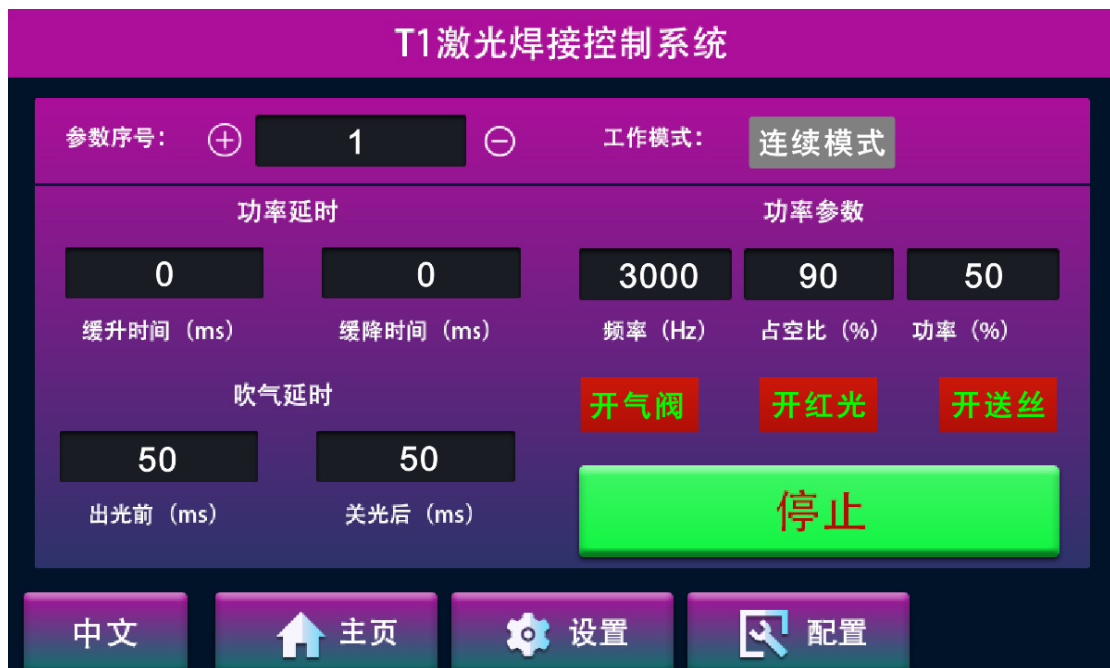 T1激光焊接控制系统
参数序号： 1 工作模式： 连续模式
功率延时 功率参数
0 0 3000 90 50
缓升时间（ms） 缓降时间（ms） 频率（Hz） 占空比（%） 功率（%）
吹气延时 开气阀 开红光 开送丝
50 50
出光前（ms） 关光后（ms） 停止
中文 主页 设置 配置